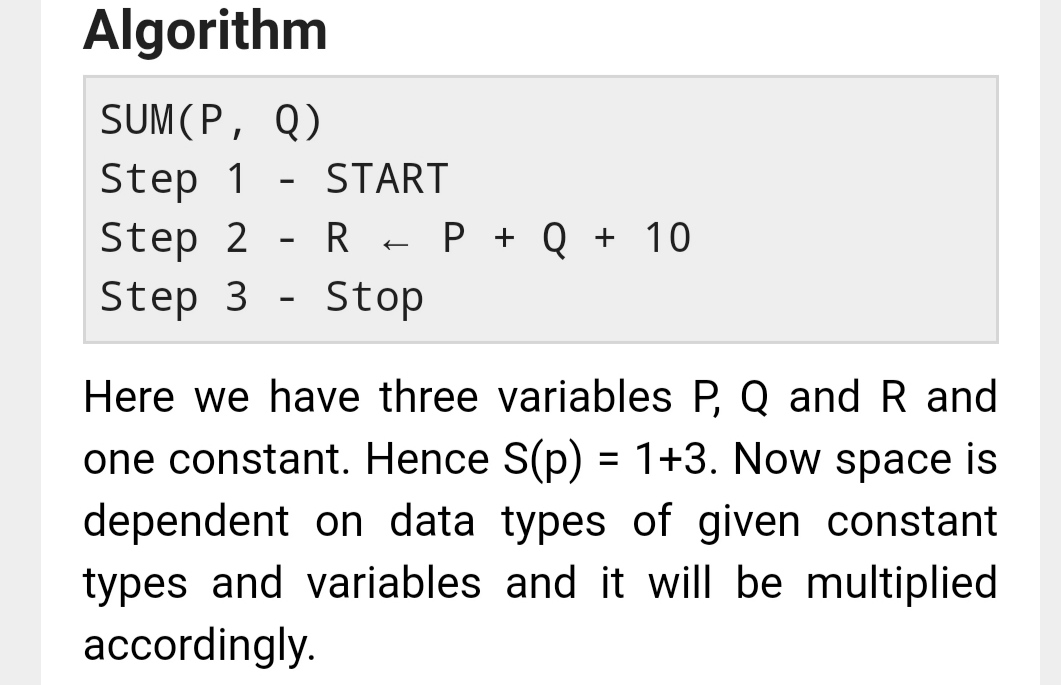 Algorithm
SUM(P, Q)
Step 1 - START
Step 2 - R ← P + Q + 10
Step 3 - Stop
Here we have three variables P, Q and R and
one constant. Hence S(p) = 1+3. Now space is
dependent on data types of given constant
types and variables and it will be multiplied
accordingly.